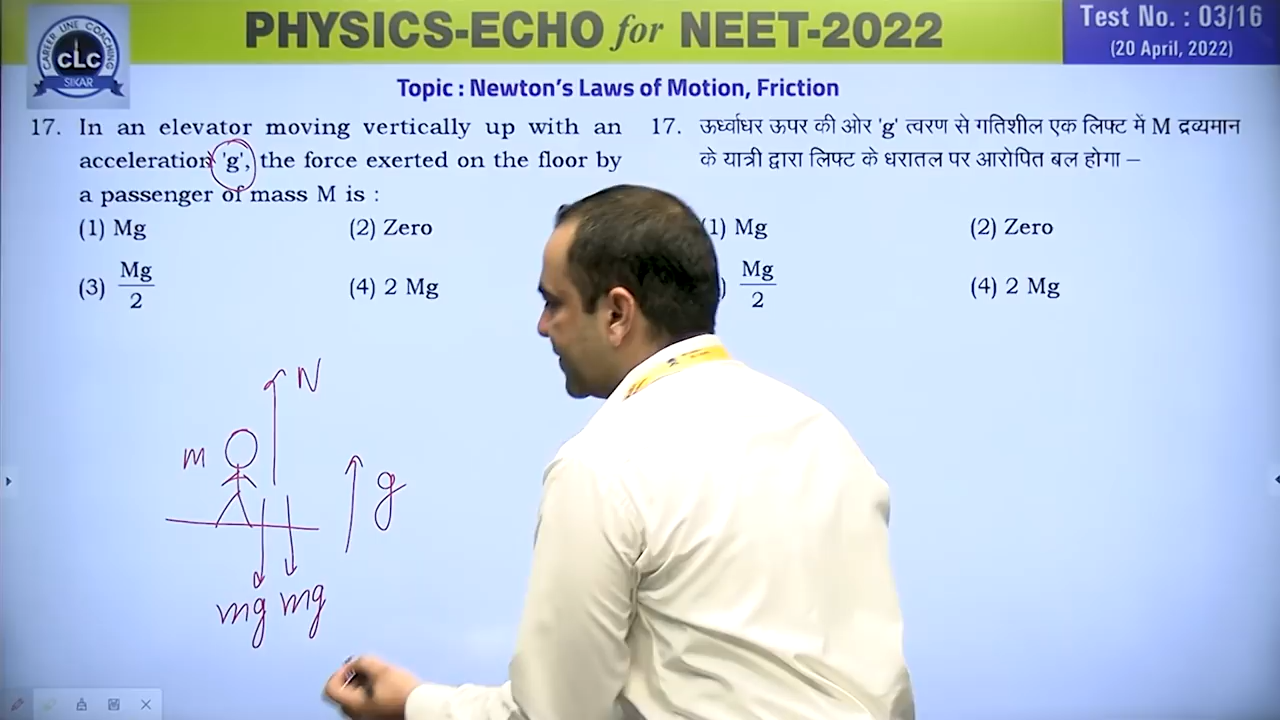 PHYSICS-ECHO for NEET-2022
Test No. : 03/16
(20 April, 2022)
CAREER LINE COACHING
CLC
SIKAR
Topic : Newton's Laws of Motion, Friction
17. In an elevator moving vertically up with an
acceleration 'g', the force exerted on the floor by
a passenger of mass M is :
(1) Mg (2) Zero
(3) Mg/2 (4) 2 Mg
17. ऊर्ध्वाधर ऊपर की ओर 'g' त्वरण से गतिशील एक लिफ्ट में M द्रव्यमान
के यात्री द्वारा लिफ्ट के धरातल पर आरोपित बल होगा –
1) Mg (2) Zero
) Mg/2 (4) 2 Mg
N
m
g
mg mg